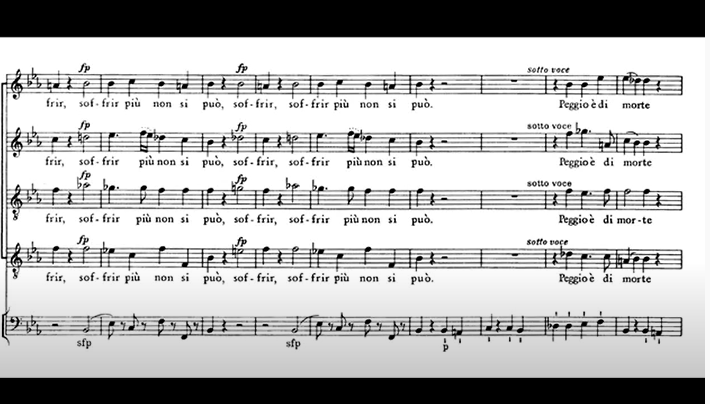 fp fp sotto voce
frir, sof-frir più non si può, sof-frir, sof-frir più non si può. Peggio è di morte
fp fp sotto voce
frir, sof-frir più non si può, sof-frir, sof-frir più non si può. Peggio è di morte
fp fp sotto voce
frir, sof-frir più non si può, sof-frir, sof-frir più non si può. Peggio è di mor-te
fp fp sotto voce
frir, sof-frir più non si può, sof-frir, sof-frir più non si può. Peggio è di morte
sfp sfp p